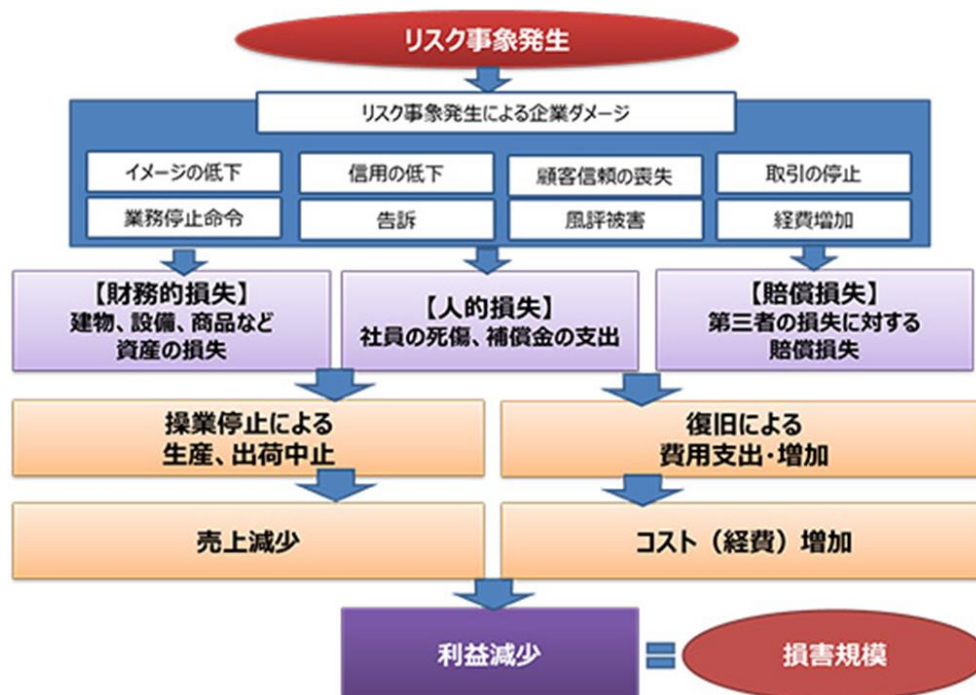 リスク事象発生
リスク事象発生による企業ダメージ
イメージの低下
信用の低下
顧客信頼の喪失
取引の停止
業務停止命令
告訴
風評被害
経費増加
【財務的損失】
建物、設備、商品など
資産の損失
【人的損失】
社員の死傷、補償金の支出
【賠償損失】
第三者の損失に対する
賠償損失
操業停止による
生産、出荷中止
復旧による
費用支出・増加
売上減少
コスト（経費）増加
利益減少
損害規模